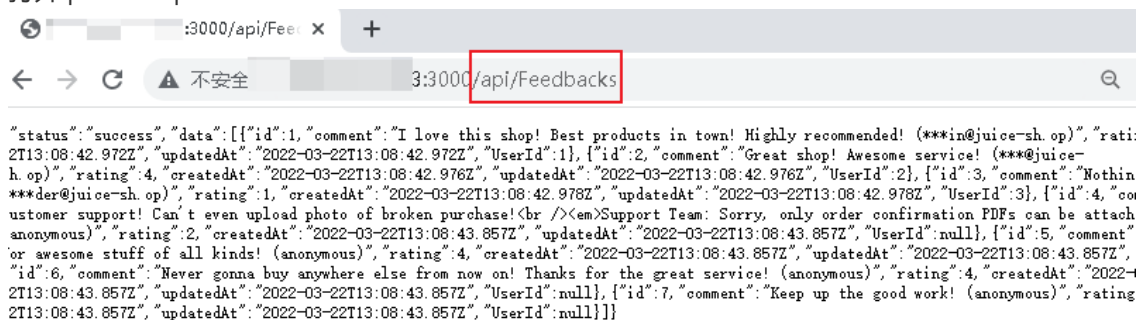 :3000/api/Fee
不安全 3:3000/api/Feedbacks
"status":"success","data":[{"id":1,"comment":"I love this shop! Best products in town! Highly recommended! (***in@juice-sh.op)","rati
2T13:08:42.972Z","updatedAt":"2022-03-22T13:08:42.972Z","UserId":1},{"id":2,"comment":"Great shop! Awesome service! (***@juice-
h.op)","rating":4,"createdAt":"2022-03-22T13:08:42.976Z","updatedAt":"2022-03-22T13:08:42.976Z","UserId":2},{"id":3,"comment":"Nothin
***der@juice-sh.op)","rating":1,"createdAt":"2022-03-22T13:08:42.978Z","updatedAt":"2022-03-22T13:08:42.978Z","UserId":3},{"id":4,"co
ustomer support! Can't even upload photo of broken purchase!<br /><em>Support Team: Sorry, only order confirmation PDFs can be attach
anonymous)","rating":2,"createdAt":"2022-03-22T13:08:43.857Z","updatedAt":"2022-03-22T13:08:43.857Z","UserId":null},{"id":5,"comment"
or awesome stuff of all kinds! (anonymous)","rating":4,"createdAt":"2022-03-22T13:08:43.857Z","updatedAt":"2022-03-22T13:08:43.857Z",
"id":6,"comment":"Never gonna buy anywhere else from now on! Thanks for the great service! (anonymous)","rating":4,"createdAt":"2022-
2T13:08:43.857Z","updatedAt":"2022-03-22T13:08:43.857Z","UserId":null},{"id":7,"comment":"Keep up the good work! (anonymous)","rating
2T13:08:43.857Z","updatedAt":"2022-03-22T13:08:43.857Z","UserId":null}]}